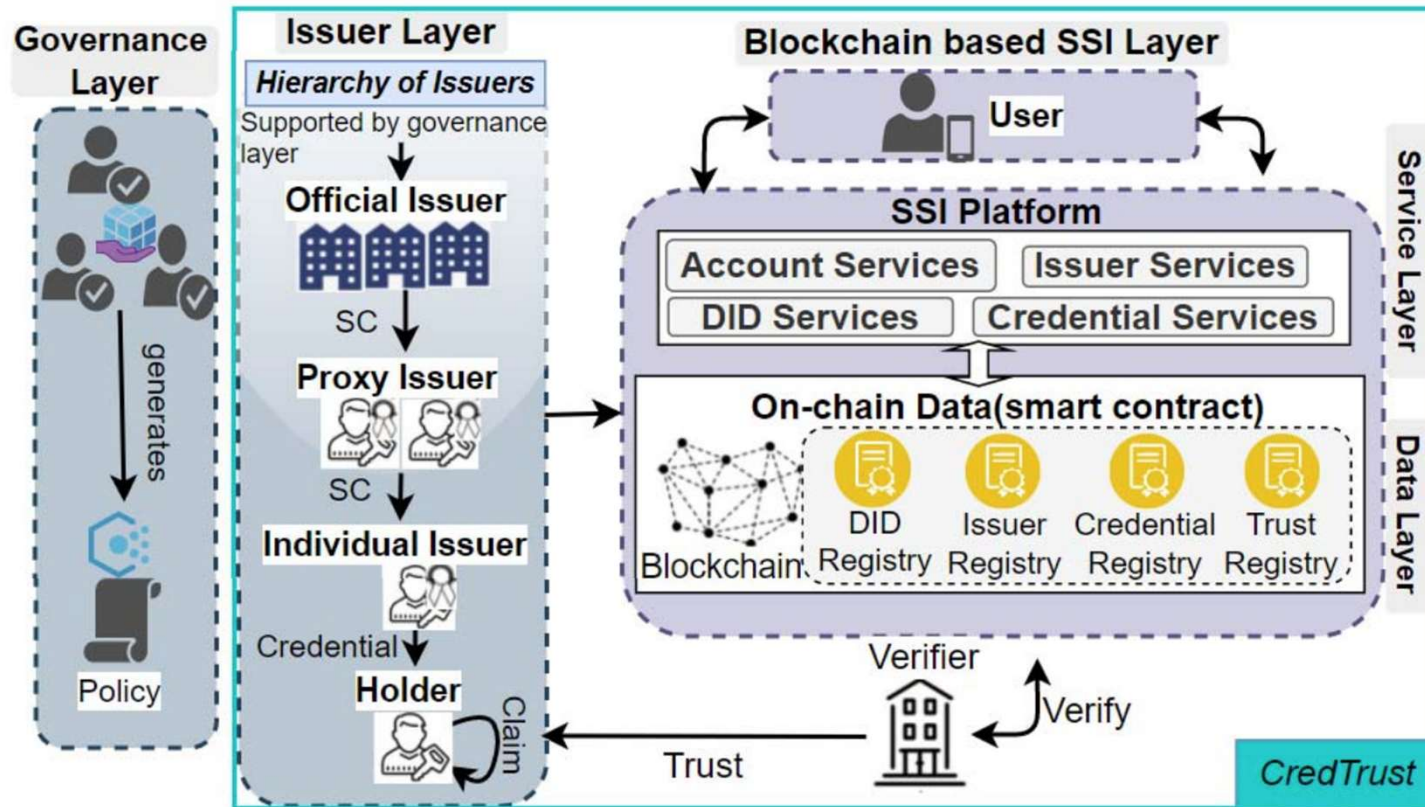 Governance
Layer
generates
Policy
Issuer Layer
Hierarchy of Issuers
Supported by governance
layer
Official Issuer
SC
Proxy Issuer
SC
Individual Issuer
Credential
Holder
Claim
Blockchain based SSI Layer
User
SSI Platform
Account Services
Issuer Services
DID Services
Credential Services
On-chain Data(smart contract)
Blockchain
DID
Registry
Issuer
Registry
Credential
Registry
Trust
Registry
Service Layer
Data Layer
Verifier
Verify
Trust
CredTrust